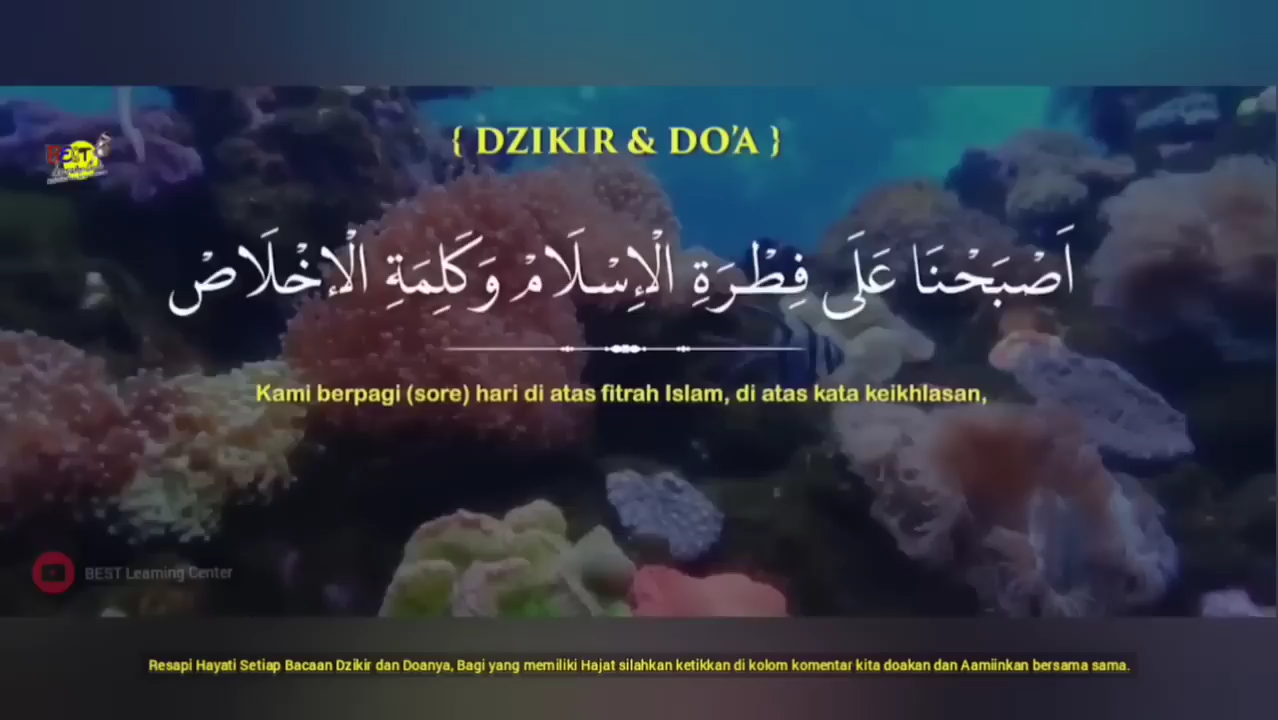 { DZIKIR & DO'A }
اَصْبَحْنَا عَلَى فِطْرَةِ الْاِسْلَامْ وَكَلِمَةِ الْاِخْلَاصْ
Kami berpagi (sore) hari di atas fitrah Islam, di atas kata keikhlasan,
BEST Learning Center
Resapi Hayati Setiap Bacaan Dzikir dan Doanya, Bagi yang memiliki Hajat silahkan ketikkan di kolom komentar kita doakan dan Aamiinkan bersama sama.